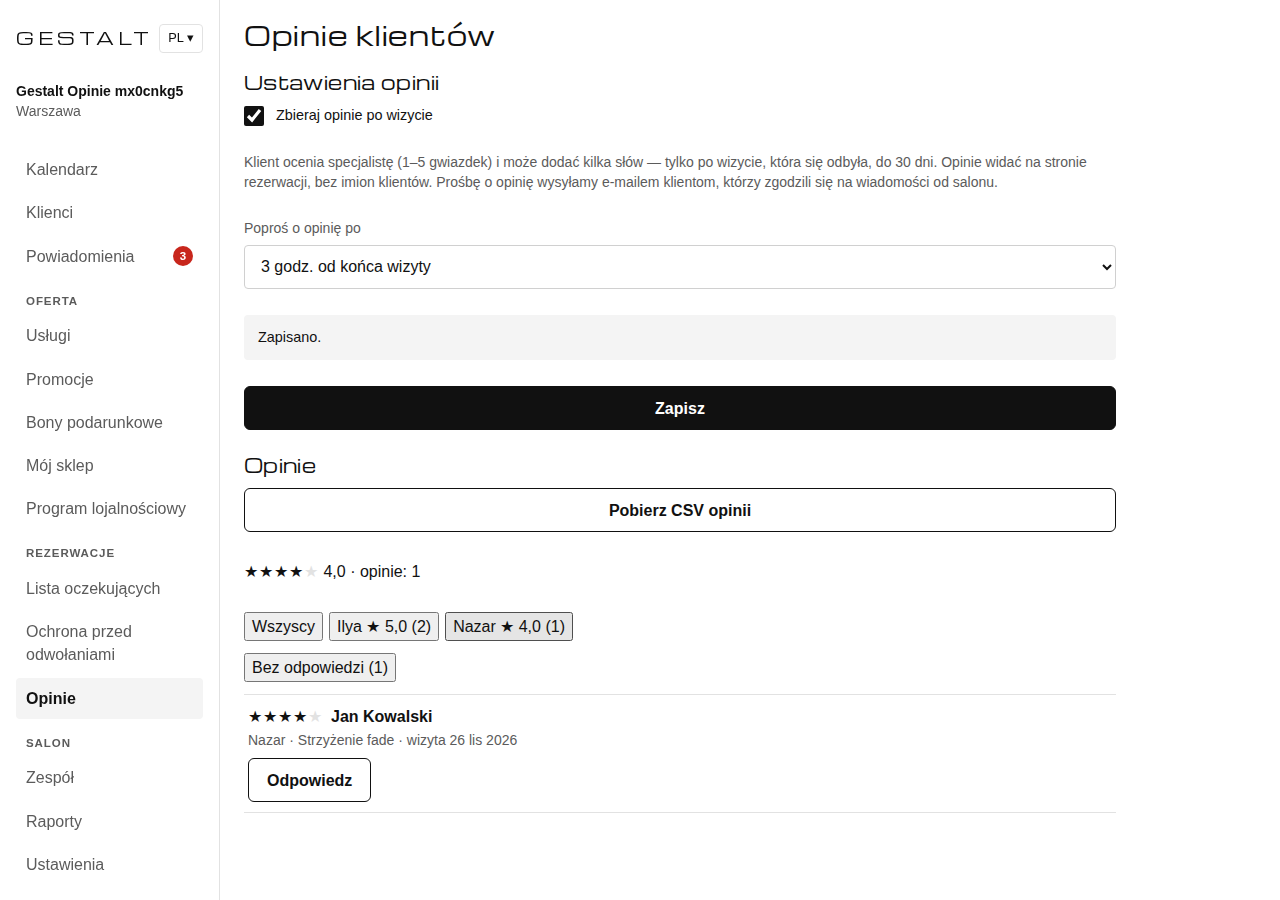 GESTALT
PL ▾
Gestalt Opinie mx0cnkg5
Warszawa
Kalendarz
Klienci
Powiadomienia 3
OFERTA
Usługi
Promocje
Bony podarunkowe
Mój sklep
Program lojalnościowy
REZERWACJE
Lista oczekujących
Ochrona przed
odwołaniami
Opinie
SALON
Zespół
Raporty
Ustawienia
Opinie klientów
Ustawienia opinii
Zbieraj opinie po wizycie
Klient ocenia specjalistę (1–5 gwiazdek) i może dodać kilka słów — tylko po wizycie, która się odbyła, do 30 dni. Opinie widać na stronie
rezerwacji, bez imion klientów. Prośbę o opinię wysyłamy e-mailem klientom, którzy zgodzili się na wiadomości od salonu.
Poproś o opinię po
3 godz. od końca wizyty
Zapisano.
Zapisz
Opinie
Pobierz CSV opinii
★★★★★ 4,0 · opinie: 1
Wszyscy Ilya ★ 5,0 (2) Nazar ★ 4,0 (1)
Bez odpowiedzi (1)
★★★★★ Jan Kowalski
Nazar · Strzyżenie fade · wizyta 26 lis 2026
Odpowiedz